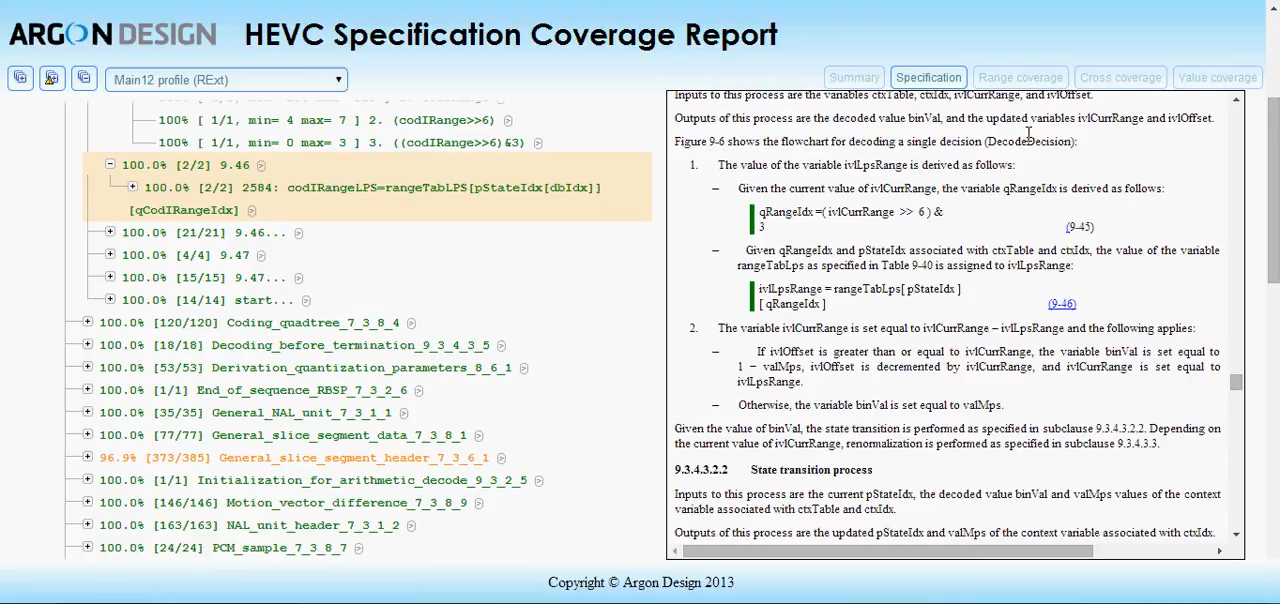 ARGON DESIGN HEVC Specification Coverage Report
Main12 profile (RExt)
Summary Specification Range coverage Cross coverage Value coverage
100% [ 1/1, min= 4 max= 7 ] 2. (codIRange>>6)
100% [ 1/1, min= 0 max= 3 ] 3. ((codIRange>>6)&3)
100.0% [2/2] 9.46
100.0% [2/2] 2584: codIRangeLPS=rangeTabLPS[pStateIdx[dbIdx]]
[qCodIRangeIdx]
100.0% [21/21] 9.46...
100.0% [4/4] 9.47
100.0% [15/15] 9.47...
100.0% [14/14] start...
100.0% [120/120] Coding_quadtree_7_3_8_4
100.0% [18/18] Decoding_before_termination_9_3_4_3_5
100.0% [53/53] Derivation_quantization_parameters_8_6_1
100.0% [1/1] End_of_sequence_RBSP_7_3_2_6
100.0% [35/35] General_NAL_unit_7_3_1_1
100.0% [77/77] General_slice_segment_data_7_3_8_1
96.9% [373/385] General_slice_segment_header_7_3_6_1
100.0% [1/1] Initialization_for_arithmetic_decode_9_3_2_5
100.0% [146/146] Motion_vector_difference_7_3_8_9
100.0% [163/163] NAL_unit_header_7_3_1_2
100.0% [24/24] PCM_sample_7_3_8_7
Inputs to this process are the variables ctxTable, ctxIdx, ivlCurrRange, and ivlOffset.
Outputs of this process are the decoded value binVal, and the updated variables ivlCurrRange and ivlOffset.
Figure 9-6 shows the flowchart for decoding a single decision (DecodeDecision):
1. The value of the variable ivlLpsRange is derived as follows:
– Given the current value of ivlCurrRange, the variable qRangeIdx is derived as follows:
qRangeIdx =( ivlCurrRange >> 6 ) &
3 (9-45)
– Given qRangeIdx and pStateIdx associated with ctxTable and ctxIdx, the value of the variable
rangeTabLps as specified in Table 9-40 is assigned to ivlLpsRange:
ivlLpsRange = rangeTabLps[ pStateIdx ]
[ qRangeIdx ] (9-46)
2. The variable ivlCurrRange is set equal to ivlCurrRange – ivlLpsRange and the following applies:
– If ivlOffset is greater than or equal to ivlCurrRange, the variable binVal is set equal to
1 – valMps, ivlOffset is decremented by ivlCurrRange, and ivlCurrRange is set equal to
ivlLpsRange.
– Otherwise, the variable binVal is set equal to valMps.
Given the value of binVal, the state transition is performed as specified in subclause 9.3.4.3.2.2. Depending on
the current value of ivlCurrRange, renormalization is performed as specified in subclause 9.3.4.3.3.
9.3.4.3.2.2 State transition process
Inputs to this process are the current pStateIdx, the decoded value binVal and valMps values of the context
variable associated with ctxTable and ctxIdx.
Outputs of this process are the updated pStateIdx and valMps of the context variable associated with ctxIdx.
Copyright © Argon Design 2013